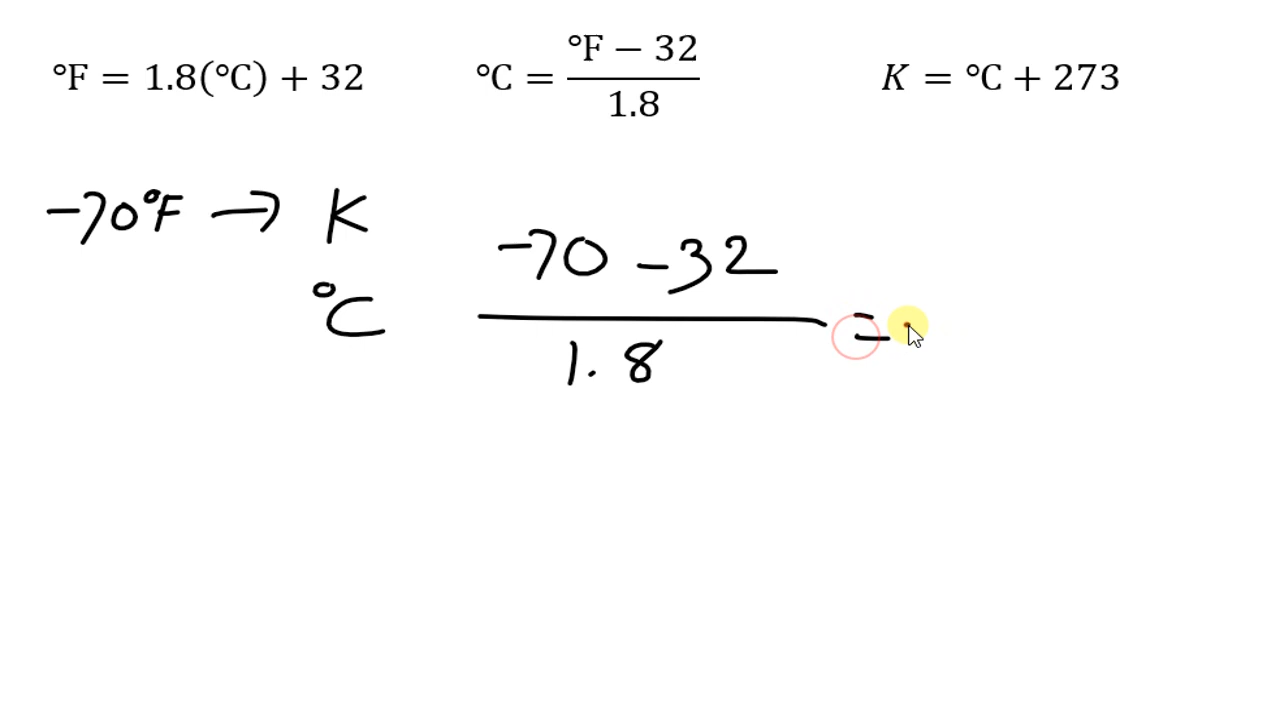 °F = 1.8(°C) + 32
°C = °F − 32 / 1.8
K = °C + 273
-70°F → K
°C
-70 -32 / 1.8 =